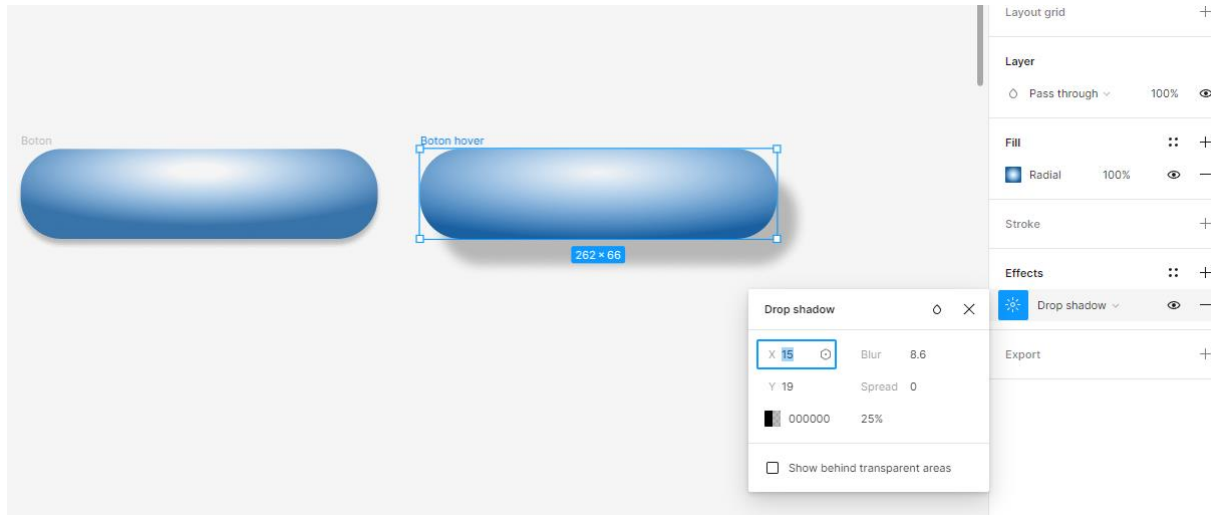 Layout grid
Layer
Pass through 100%
Fill
Radial 100%
Stroke
Effects
Drop shadow
Export
Boton
Boton hover
262 × 66
Drop shadow
X 15 Blur 8.6
Y 19 Spread 0
000000 25%
Show behind transparent areas